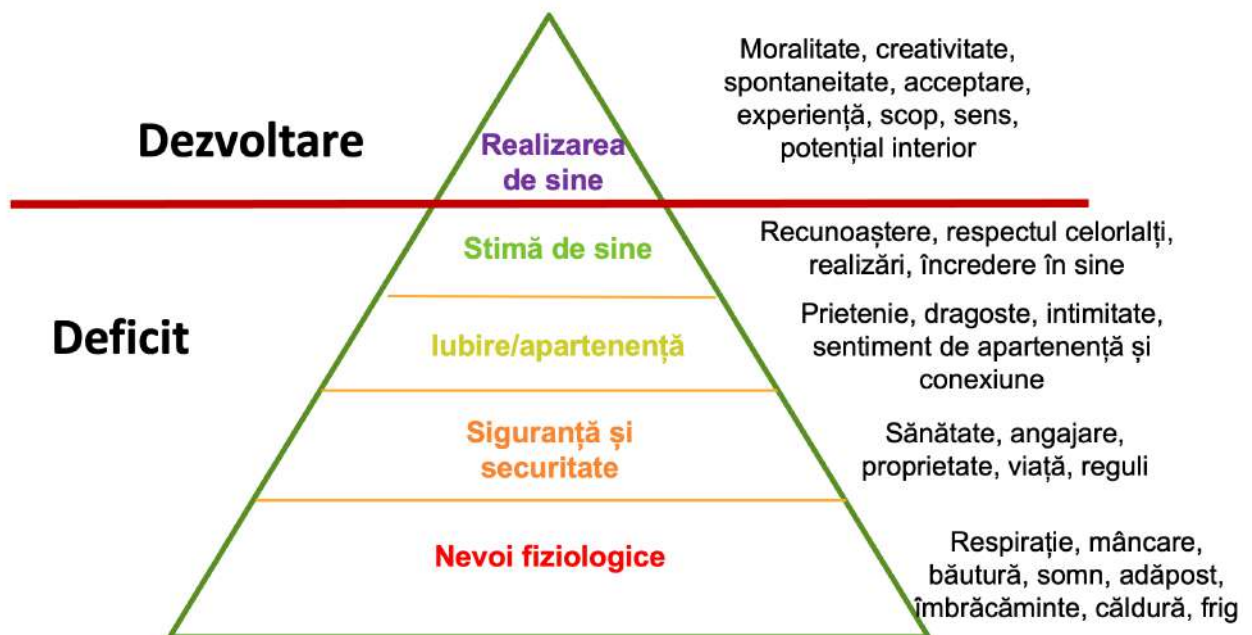 Moralitate, creativitate,
spontaneitate, acceptare,
experiență, scop, sens,
potențial interior
Dezvoltare
Realizarea
de sine
Stimă de sine
Recunoaștere, respectul celorlalți,
realizări, încredere în sine
Deficit
Iubire/apartenență
Prietenie, dragoste, intimitate,
sentiment de apartenență și
conexiune
Siguranță și
securitate
Sănătate, angajare,
proprietate, viață, reguli
Nevoi fiziologice
Respirație, mâncare,
băutură, somn, adăpost,
îmbrăcăminte, căldură, frig